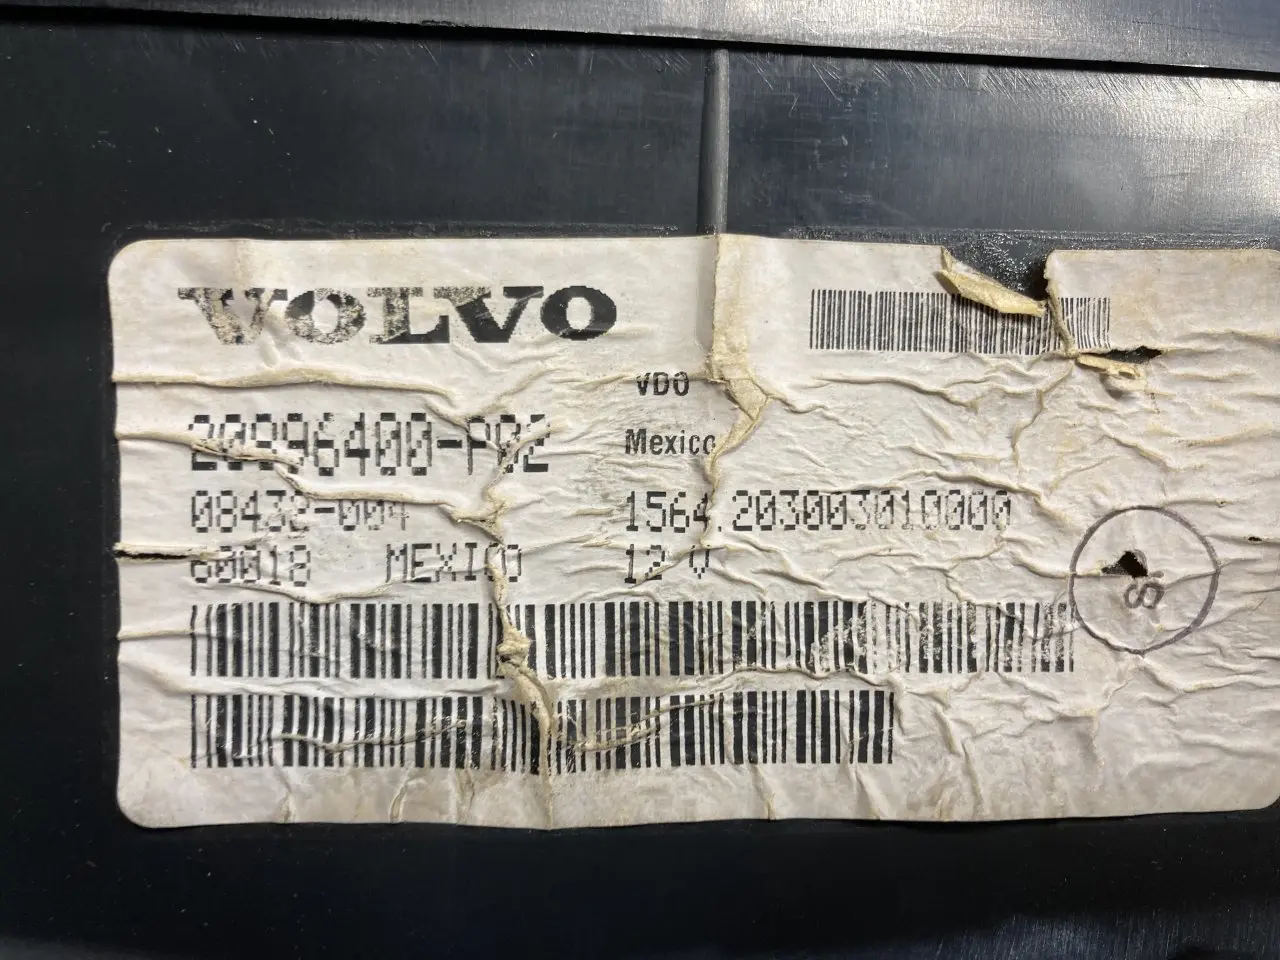 VOLVO
VDO
20996400-P02
Mexico
08432-004
1564.203003010000
60018 MEXICO
12 V
S.